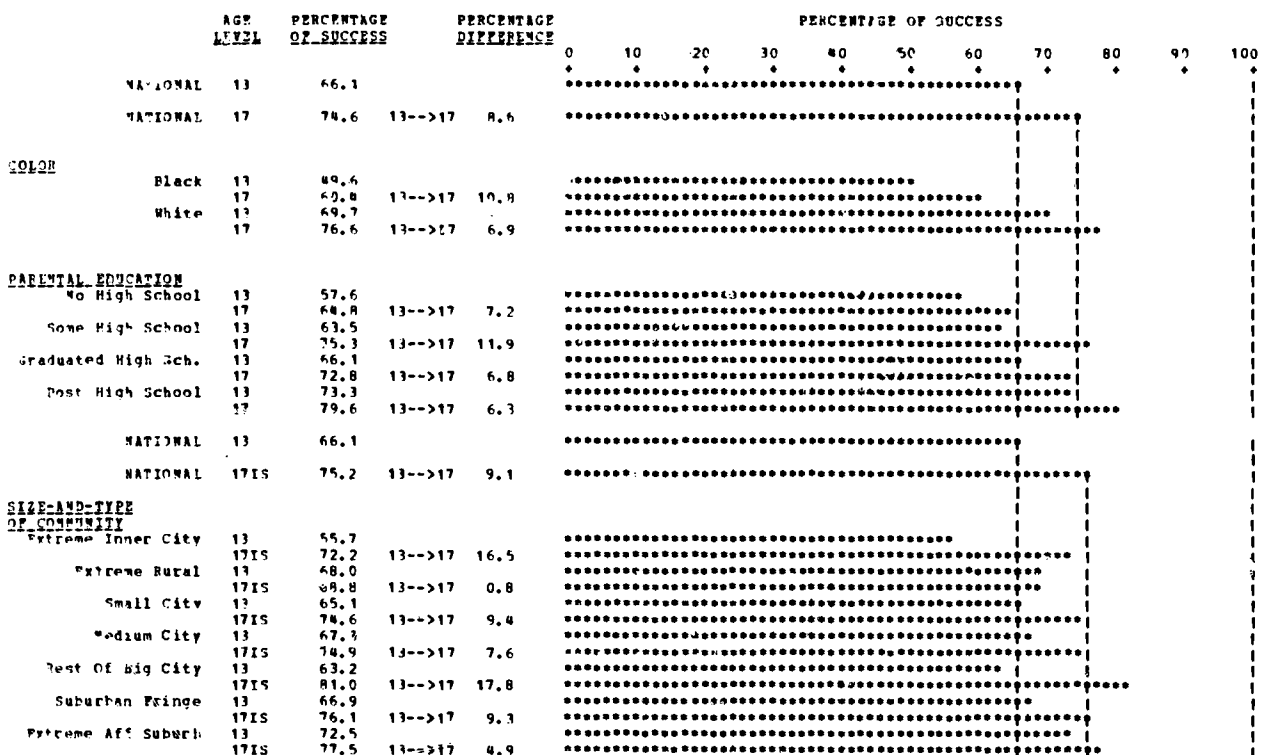 AGE PERCENTAGE PERCENTAGE PERCENTAGE OF SUCCESS
LEVEL OF SUCCESS DIFFERENCE
0 10 20 30 40 50 60 70 80 90 100
NATIONAL 13 66.1
NATIONAL 17 74.6 13-->17 8.6
COLOR
Black 13 49.6
17 60.4 13-->17 10.8
White 13 69.7
17 76.6 13-->17 6.9
PARENTAL EDUCATION
No High School 13 57.6
17 64.8 13-->17 7.2
Some High School 13 63.5
17 75.3 13-->17 11.9
Graduated High Sch. 13 66.1
17 72.8 13-->17 6.8
Post High School 13 73.3
17 79.6 13-->17 6.3
NATIONAL 13 66.1
NATIONAL 17IS 75.2 13-->17 9.1
SIZE-AND-TYPE
OF COMMUNITY
Extreme Inner City 13 55.7
17IS 72.2 13-->17 16.5
Extreme Rural 13 68.0
17IS 68.8 13-->17 0.8
Small City 13 65.1
17IS 74.6 13-->17 9.4
Medium City 13 67.3
17IS 74.9 13-->17 7.6
Rest Of Big City 13 63.2
17IS 81.0 13-->17 17.8
Suburban Fringe 13 66.9
17IS 76.1 13-->17 9.3
Extreme Aff Suburb 13 72.5
17IS 77.5 13-->17 4.9